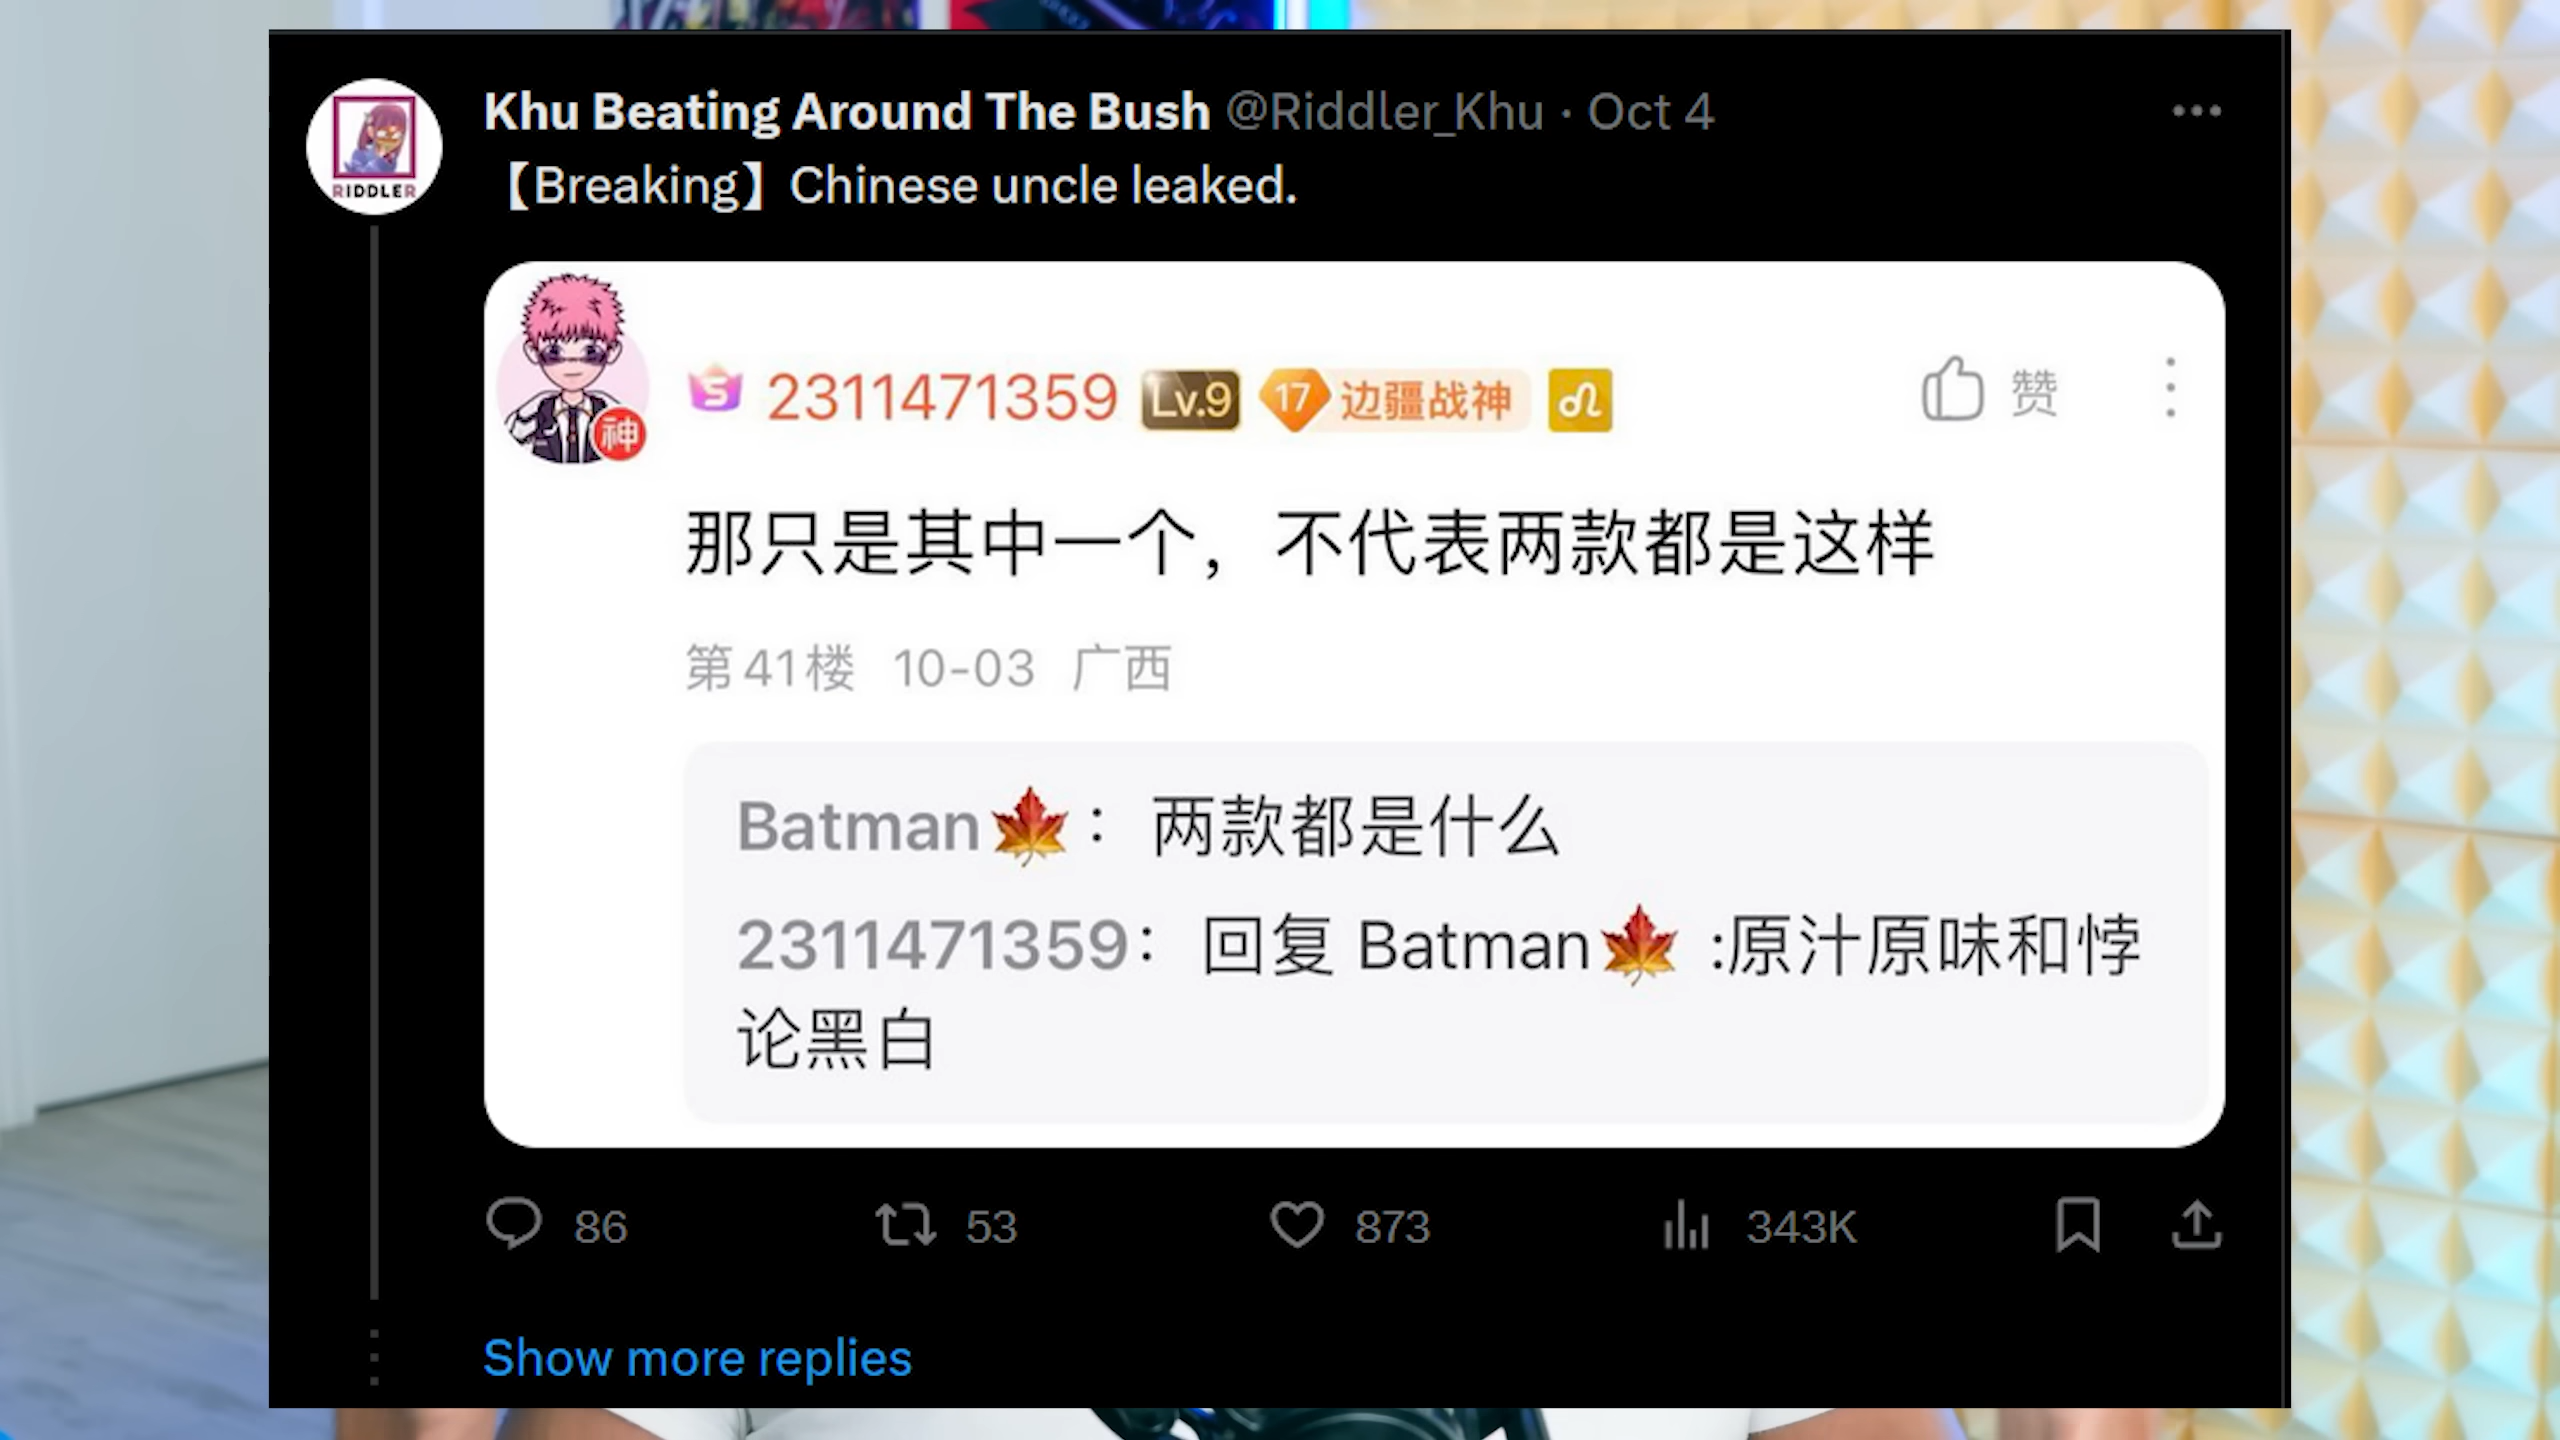 Khu Beating Around The Bush @Riddler_Khu · Oct 4
【Breaking】Chinese uncle leaked.
RIDDLER
S 2311471359 Lv.9 17 边疆战神
赞
神
那只是其中一个，不代表两款都是这样
第41楼 10-03 广西
Batman🍁：两款都是什么
2311471359：回复 Batman🍁 :原汁原味和悖
论黑白
86 53 873 343K
Show more replies